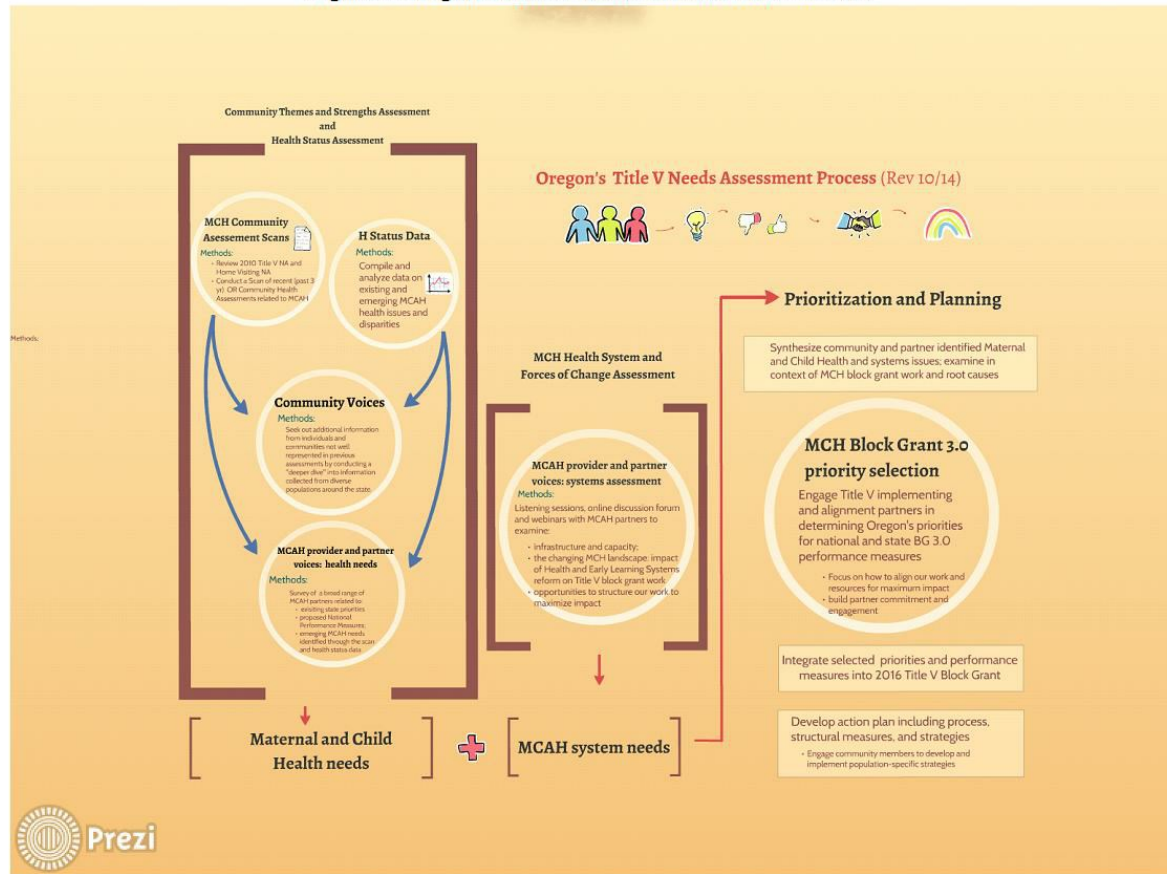 Community Themes and Strengths Assessment
and
Health Status Assessment
Oregon's Title V Needs Assessment Process (Rev 10/14)
MCH Community
Asessement Scans
Methods:
• Review 2010 Title V NA and
Home Visiting NA
• Conduct a Scan of recent (past 3
yr) OR Community Health
Assessments related to MCAH
H Status Data
Methods:
Compile and
analyze data on
existing and
emerging MCAH
health issues and
disparities
Methods:
Community Voices
Methods:
Seek out additional information
from individuals and
communities not well
represented in previous
assessments by conducting a
"deeper dive" into information
collected from diverse
populations around the state.
MCAH provider and partner
voices: health needs
Methods:
Survey of a broad range of
MCAH partners related to:
• exisiting state priorities
• proposed National
Performance Measures;
• emerging MCAH needs
identified through the scan
and health status data
MCH Health System and
Forces of Change Assessment
MCAH provider and partner
voices: systems assessment
Methods:
Listening sessions, online discussion forum
and webinars with MCAH partners to
examine:
• infrastructure and capacity;
• the changing MCH landscape: impact
of Health and Early Learning Systems
reform on Title V block grant work
• opportunities to structure our work to
maximize impact
Maternal and Child
Health needs
MCAH system needs
Prioritization and Planning
Synthesize community and partner identified Maternal
and Child Health and systems issues; examine in
context of MCH block grant work and root causes
MCH Block Grant 3.0
priority selection
Engage Title V implementing
and alignment partners in
determining Oregon's priorities
for national and state BG 3.0
performance measures
• Focus on how to align our work and
resources for maximum impact
• build partner commitment and
engagement
Integrate selected priorities and performance
measures into 2016 Title V Block Grant
Develop action plan including process,
structural measures, and strategies
• Engage community members to develop and
implement population-specific strategies
Prezi